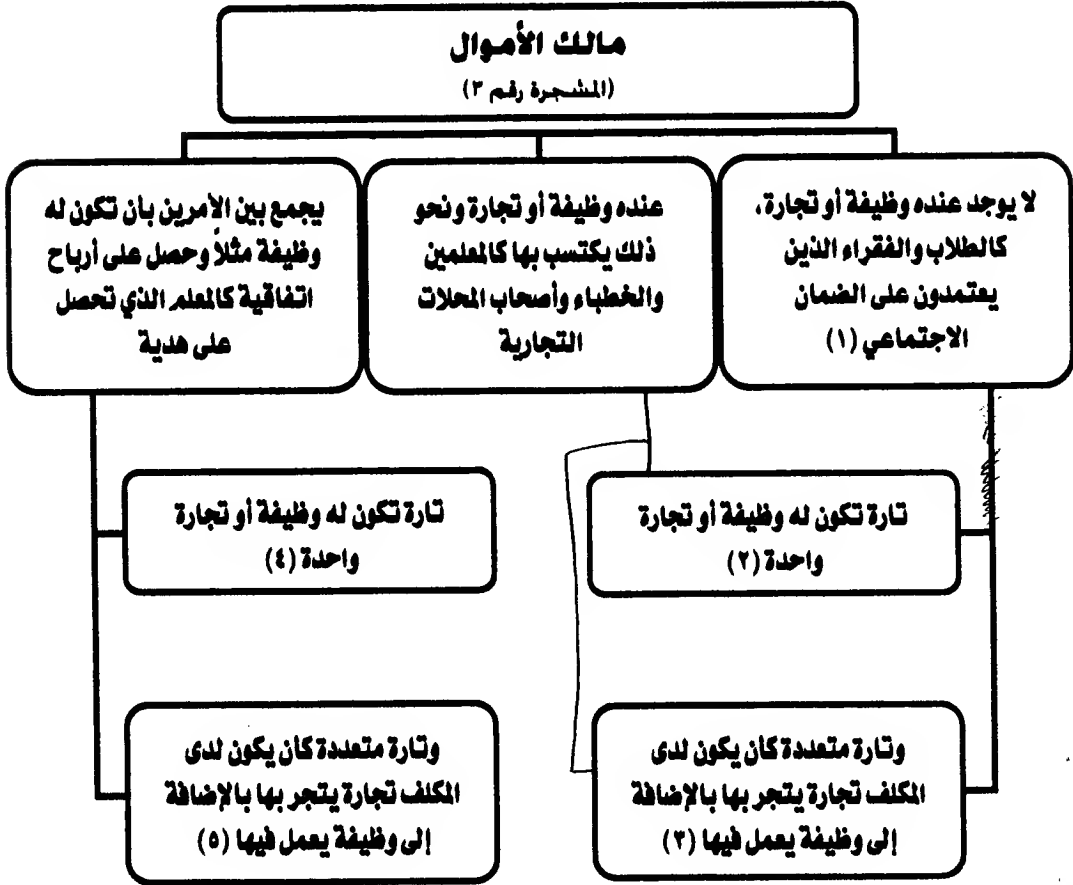 مالك الأموال
(المشجرة رقم ٣)
لا يوجد عنده وظيفة أو تجارة،
كالطلاب والفقراء الذين
يعتمدون على الضمان
الاجتماعي (١)
عنده وظيفة أو تجارة ونحو
ذلك يكتسب بها كالمعلمين
والخطباء وأصحاب المحلات
التجارية
يجمع بين الأمرين بأن تكون له
وظيفة مثلاً وحصل على أرباح
اتفاقية كالمعلم الذي تحصل
على هدية
تارة تكون له وظيفة أو تجارة
واحدة (٢)
تارة تكون له وظيفة أو تجارة
واحدة (٤)
وتارة متعددة كأن يكون لدى
المكلف تجارة يتجر بها بالإضافة
إلى وظيفة يعمل فيها (٣)
وتارة متعددة كأن يكون لدى
المكلف تجارة يتجر بها بالإضافة
إلى وظيفة يعمل فيها (٥)